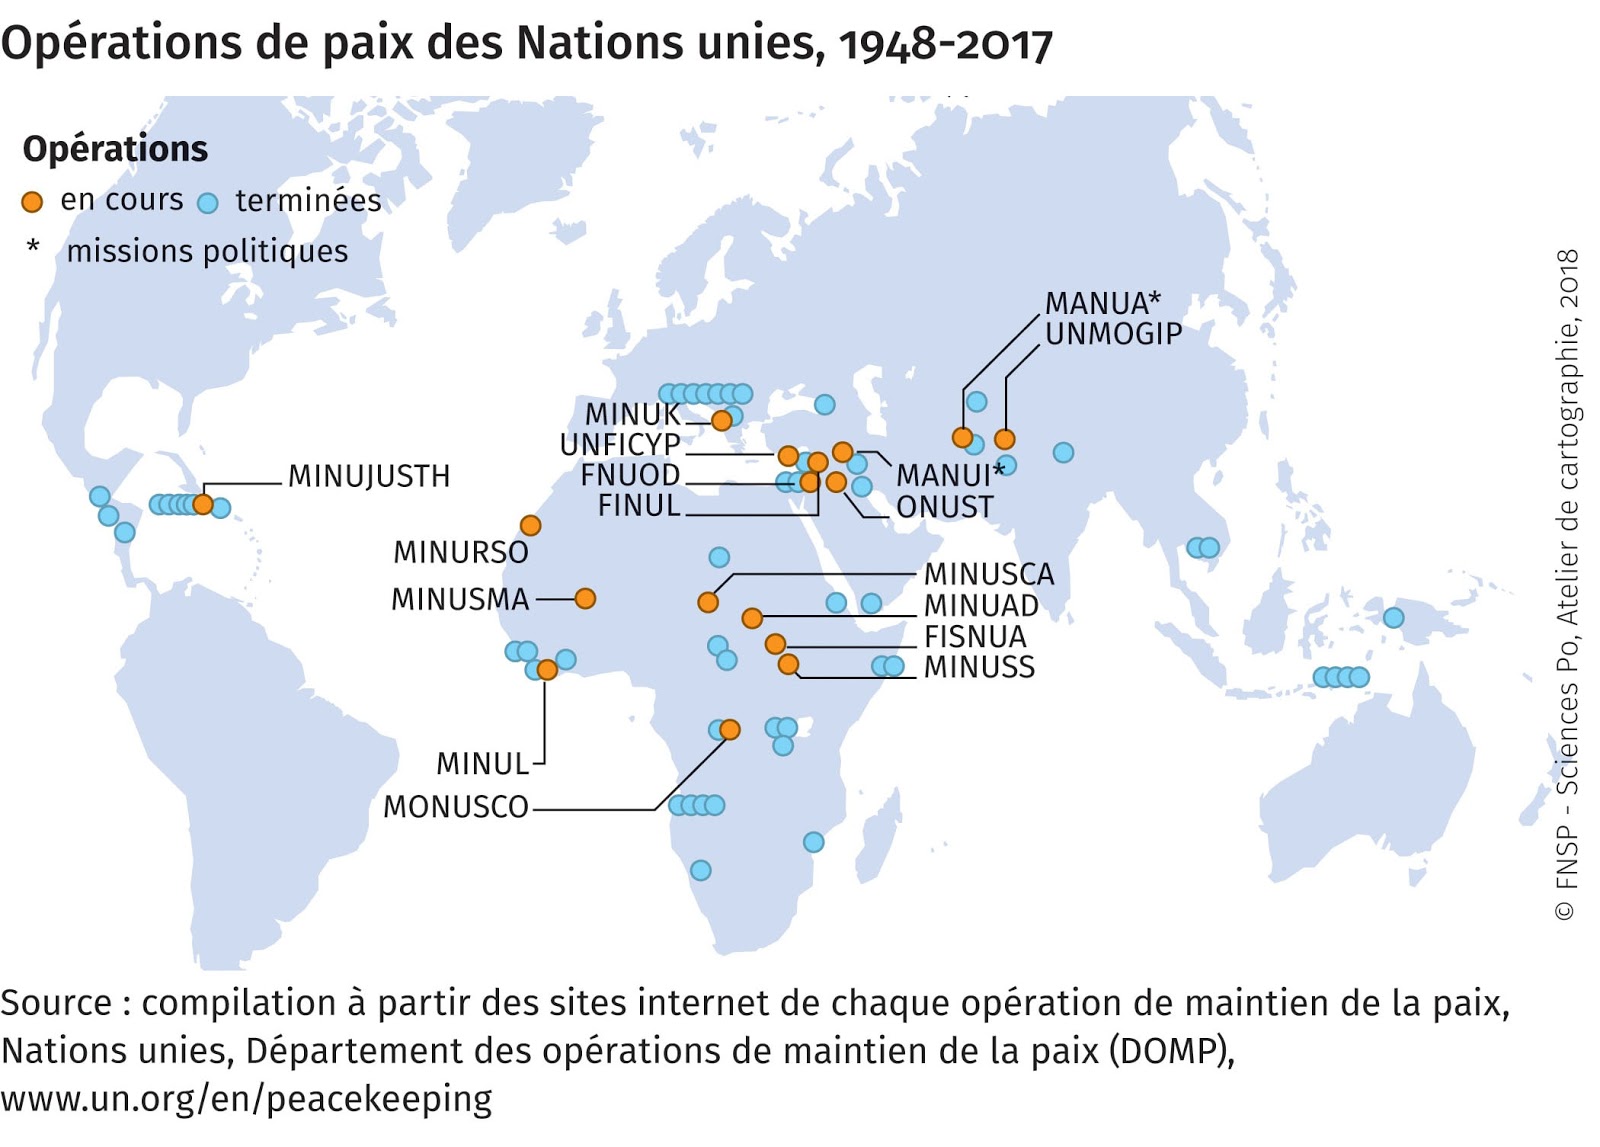 Opérations de paix des Nations unies, 1948-2017
Opérations
en cours
terminées
* missions politiques
MANUA*
UNMOGIP
MINUK
UNFICYP
FNUOD
FINUL
MANUI*
ONUST
MINUJUSTH
MINURSO
MINUSMA
MINUSCA
MINUAD
FISNUA
MINUSS
MINUL
MONUSCO
© FNSP - Sciences Po, Atelier de cartographie, 2018
Source : compilation à partir des sites internet de chaque opération de maintien de la paix,
Nations unies, Département des opérations de maintien de la paix (DOMP),
www.un.org/en/peacekeeping